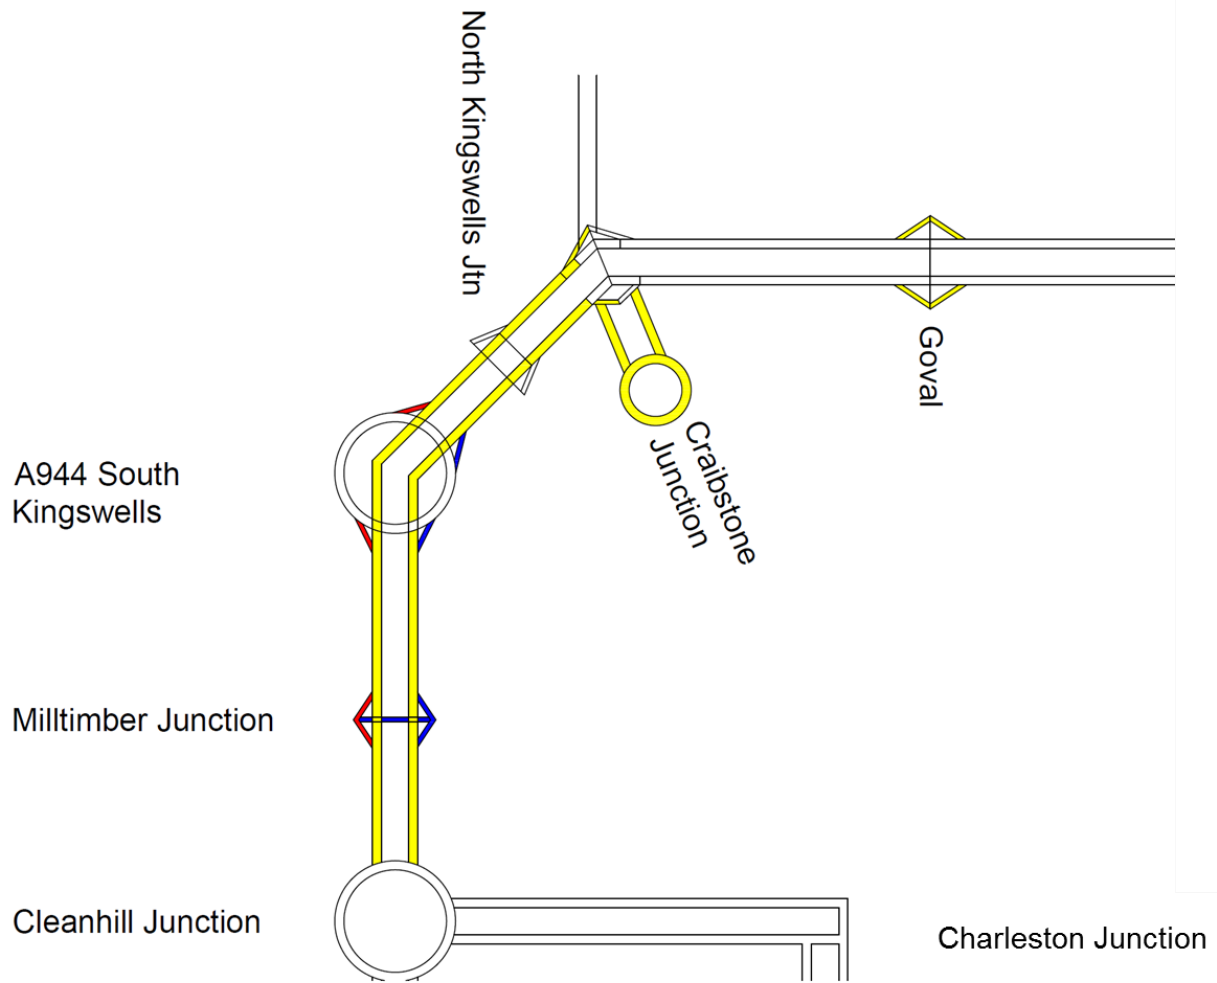 North Kingswells Jtn
Goval
Craibstone
Junction
A944 South
Kingswells
Milltimber Junction
Cleanhill Junction
Charleston Junction